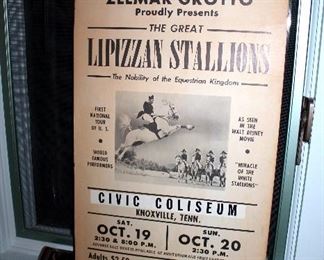 ZELMAR GROTTO
Proudly Presents
THE GREAT
LIPIZZAN STALLIONS
The Nobility of the Equestrian Kingdom
FIRST
NATIONAL
TOUR
OF U. S.
WORLD
FAMOUS
PERFORMERS
AS SEEN
IN THE
WALT DISNEY
MOVIE
"MIRACLE
OF THE
WHITE
STALLIONS"
CIVIC COLISEUM
KNOXVILLE, TENN.
SAT.
OCT. 19
2:30 & 8:00 P.M.
SUN.
OCT. 20
2:30 P.M.
Adults